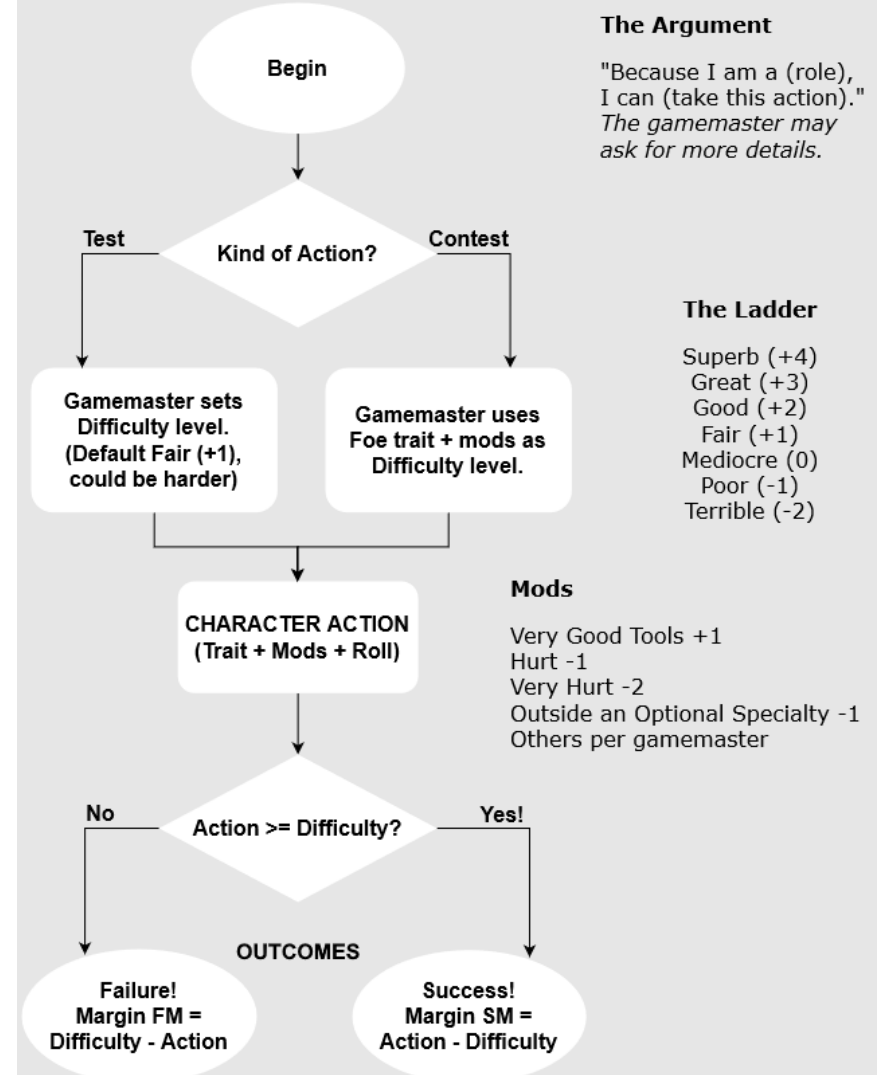 Begin
The Argument
"Because I am a (role),
I can (take this action)."
The gamemaster may
ask for more details.
Test
Kind of Action?
Contest
Gamemaster sets
Difficulty level.
(Default Fair (+1),
could be harder)
Gamemaster uses
Foe trait + mods as
Difficulty level.
The Ladder
Superb (+4)
Great (+3)
Good (+2)
Fair (+1)
Mediocre (0)
Poor (-1)
Terrible (-2)
CHARACTER ACTION
(Trait + Mods + Roll)
Mods
Very Good Tools +1
Hurt -1
Very Hurt -2
Outside an Optional Specialty -1
Others per gamemaster
No
Action >= Difficulty?
Yes!
OUTCOMES
Failure!
Margin FM =
Difficulty - Action
Success!
Margin SM =
Action - Difficulty